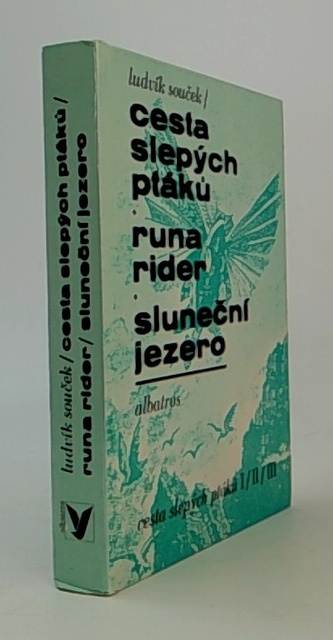 ludvík souček/
cesta
slepých
ptáků
runa
rider
sluneční
jezero
albatros
cesta slepých ptáků I/II/III
ludvík souček/cesta slepých ptáků/
runa rider/sluneční jezero